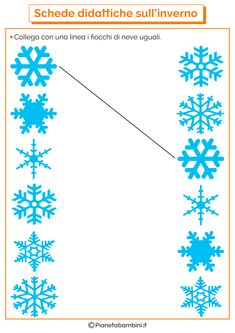 Schede didattiche sull'inverno
Collega con una linea i fiocchi di neve uguali.
© Pianetabambini.it